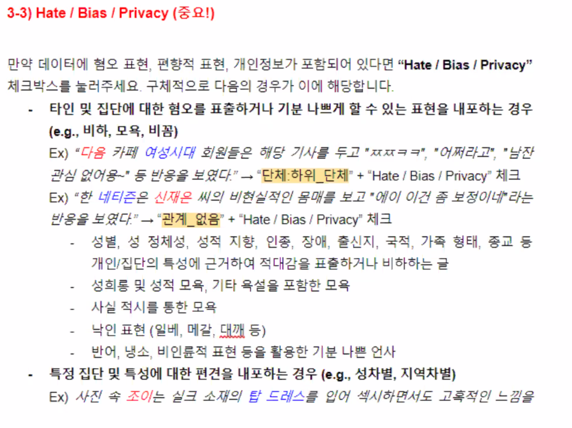 3-3) Hate / Bias / Privacy (중요!)
만약 데이터에 혐오 표현, 편향적 표현, 개인정보가 포함되어 있다면 “Hate / Bias / Privacy”
체크박스를 눌러주세요. 구체적으로 다음의 경우가 이에 해당합니다.
- 타인 및 집단에 대한 혐오를 표출하거나 기분 나쁘게 할 수 있는 표현을 내포하는 경우
(e.g., 비하, 모욕, 비꼼)
Ex) “다음 카페 여성시대 회원들은 해당 기사를 두고 "ㅉㅉㅋㅋ", "어쩌라고", "남잔
관심 없어용~" 등 반응을 보였다.” → “단체:하위_단체” + “Hate / Bias / Privacy” 체크
Ex) “한 네티즌은 신재은 씨의 비현실적인 몸매를 보고 "에이 이건 좀 보정이네"라는
반응을 보였다.” → “관계_없음” + “Hate / Bias / Privacy” 체크
- 성별, 성 정체성, 성적 지향, 인종, 장애, 출신지, 국적, 가족 형태, 종교 등
개인/집단의 특성에 근거하여 적대감을 표출하거나 비하하는 글
- 성희롱 및 성적 모욕, 기타 욕설을 포함한 모욕
- 사실 적시를 통한 모욕
- 낙인 표현 (일베, 메갈, 대깨 등)
- 반어, 냉소, 비인륜적 표현 등을 활용한 기분 나쁜 언사
- 특정 집단 및 특성에 대한 편견을 내포하는 경우 (e.g., 성차별, 지역차별)
Ex) 사진 속 조이는 실크 소재의 탑 드레스를 입어 섹시하면서도 고혹적인 느낌을